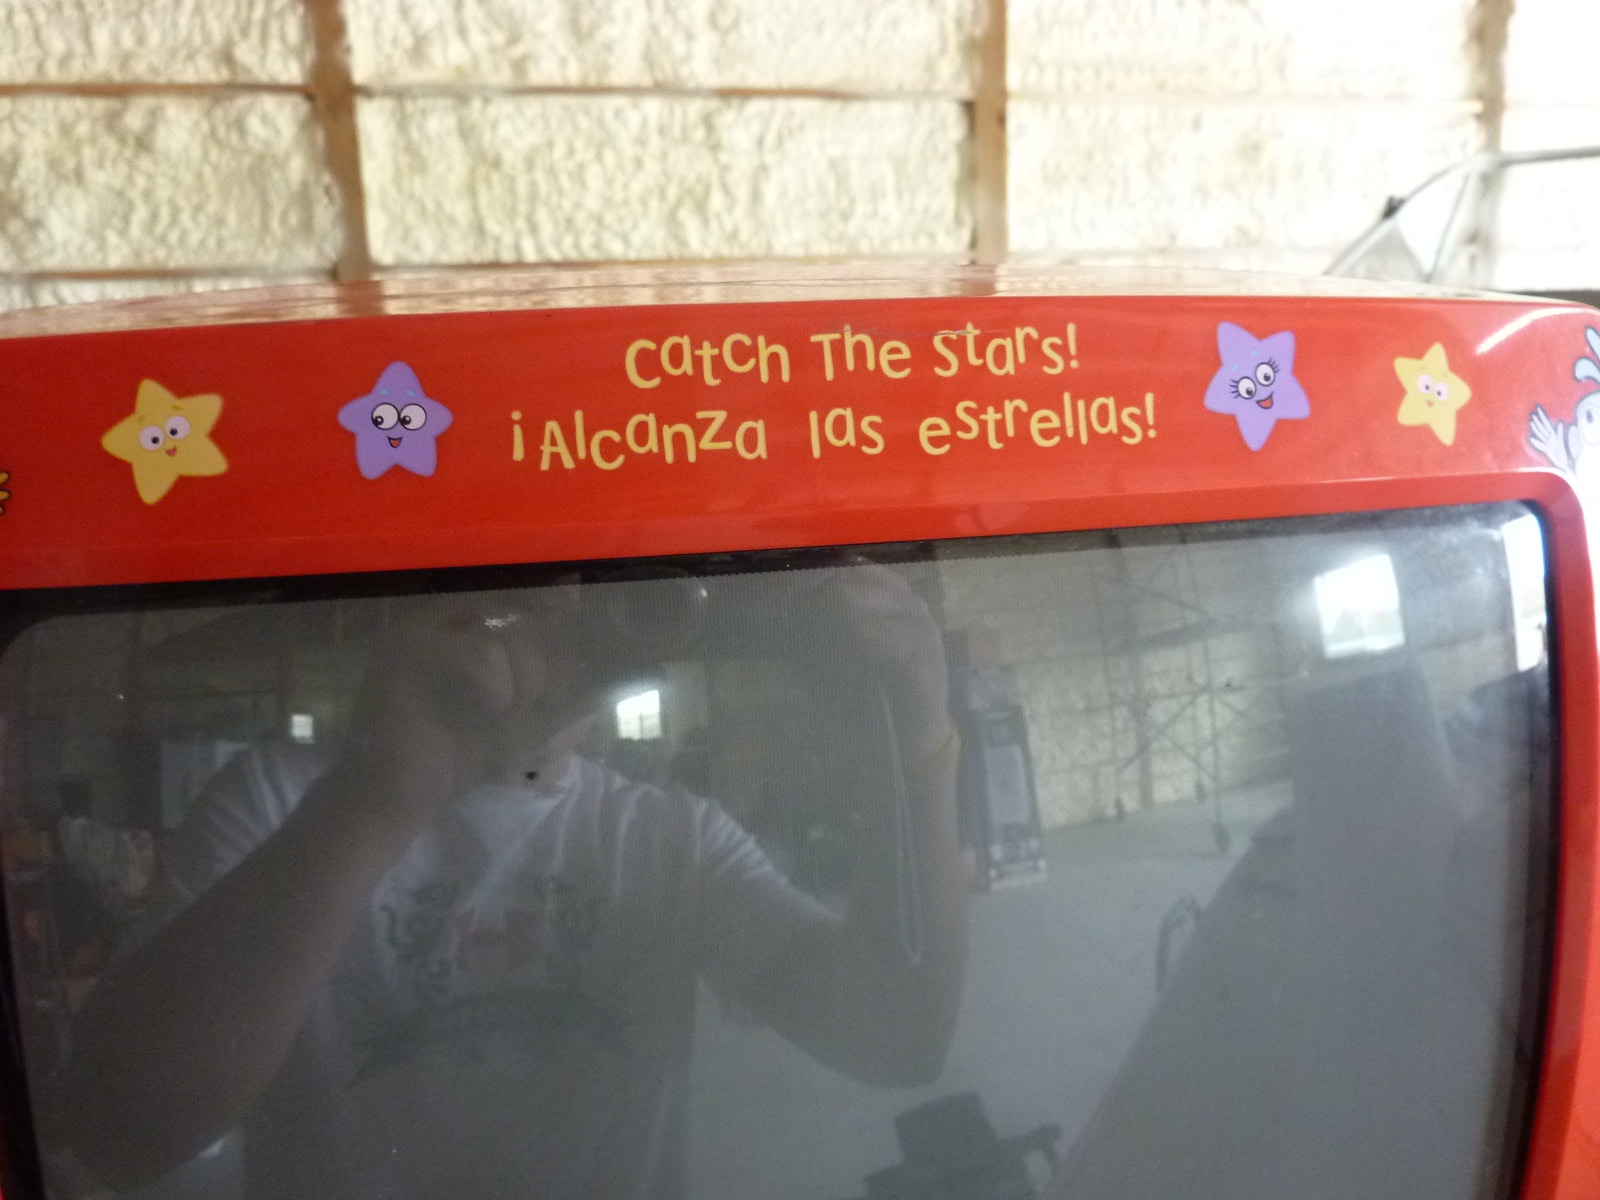 Catch The Stars!
¡Alcanza las estrellas!